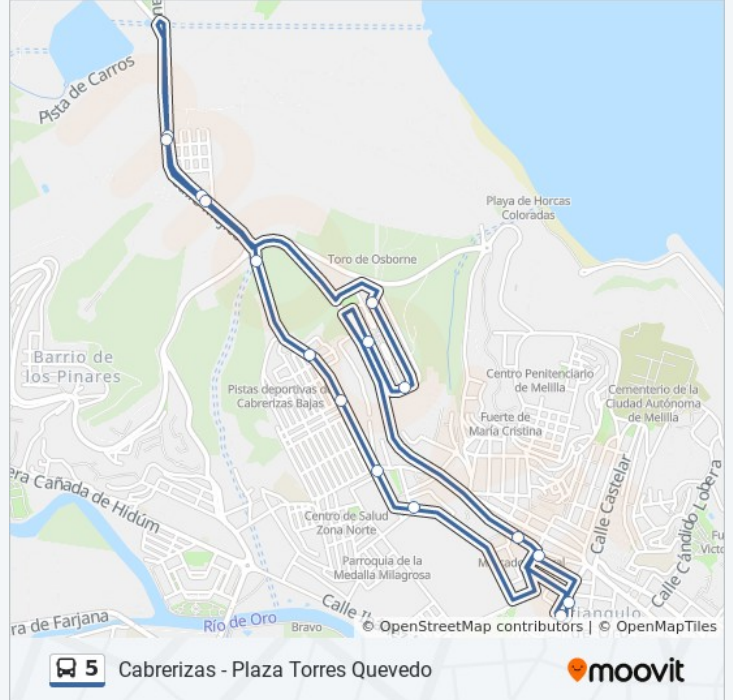 Pista de Carros
Playa de Horcas
Coloradas
Toro de Osborne
Barrio de
los Pinares
Pistas deportivas
Cabrerizas Bajas
Centro Penitenciario
de Melilla
Cementerio de la
Ciudad Autónoma
de Melilla
Fuerte de
María Cristina
era Cañada de Hidúm
Calle Castelar
Calle Cándido Lobera
Centro de Salud
Zona Norte
Parroquia de la
Medalla Milagrosa
ra de Farjana
Río de Oro
Bravo
© OpenStreetMap contributors | © OpenMapTiles
5 Cabrerizas - Plaza Torres Quevedo
moovit